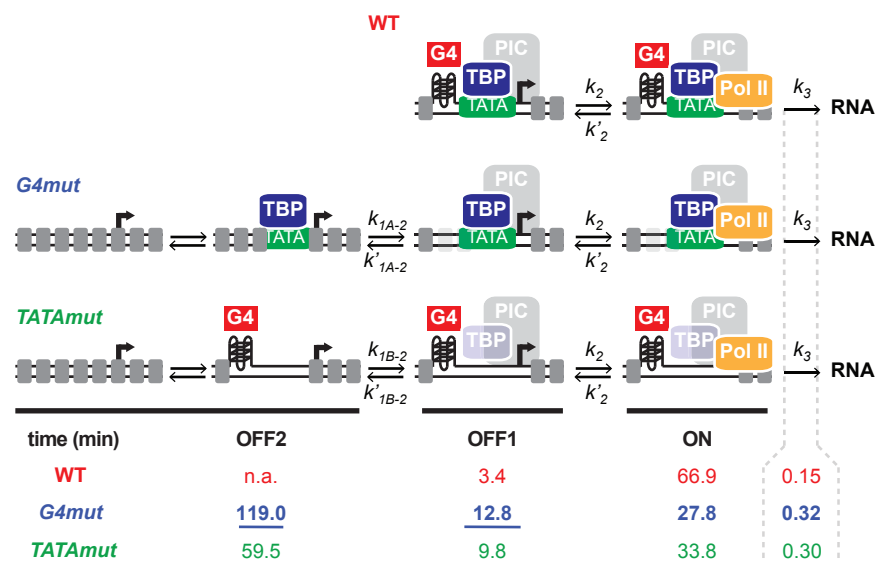 WT
G4 PIC TBP TATA k2 k'2 G4 PIC TBP TATA Pol II k3 RNA
G4mut
TBP TATA k1A-2 k'1A-2 PIC TBP TATA k2 k'2 PIC TBP TATA Pol II k3 RNA
TATAmut
G4 k1B-2 k'1B-2 G4 PIC TBP k2 k'2 G4 PIC TBP Pol II k3 RNA
time (min) OFF2 OFF1 ON
WT n.a. 3.4 66.9 0.15
G4mut 119.0 12.8 27.8 0.32
TATAmut 59.5 9.8 33.8 0.30